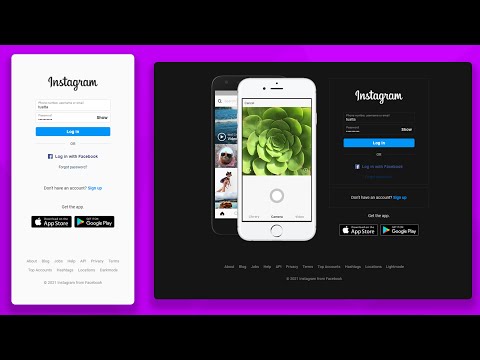 Instagram
Phone number, username or email
luella
Password
Show
Log in
OR
Log in with Facebook
Forgot password?
Don't have an account? Sign up
Get the app.
Download on the
App Store
GET IT ON
Google Play
About Blog Jobs Help API Privacy Terms
Top Accounts Hashtags Locations Darkmode
© 2021 Instagram from Facebook
Cancel
Library Camera Video
Instagram
Phone number, username or email
luella
Password
Show
Log in
OR
Log in with Facebook
Forgot password?
Don't have an account? Sign up
Get the app.
Download on the
App Store
GET IT ON
Google Play
About Blog Jobs Help API Privacy Terms Top Accounts Hashtags Locations Lightmode
© 2021 Instagram from Facebook